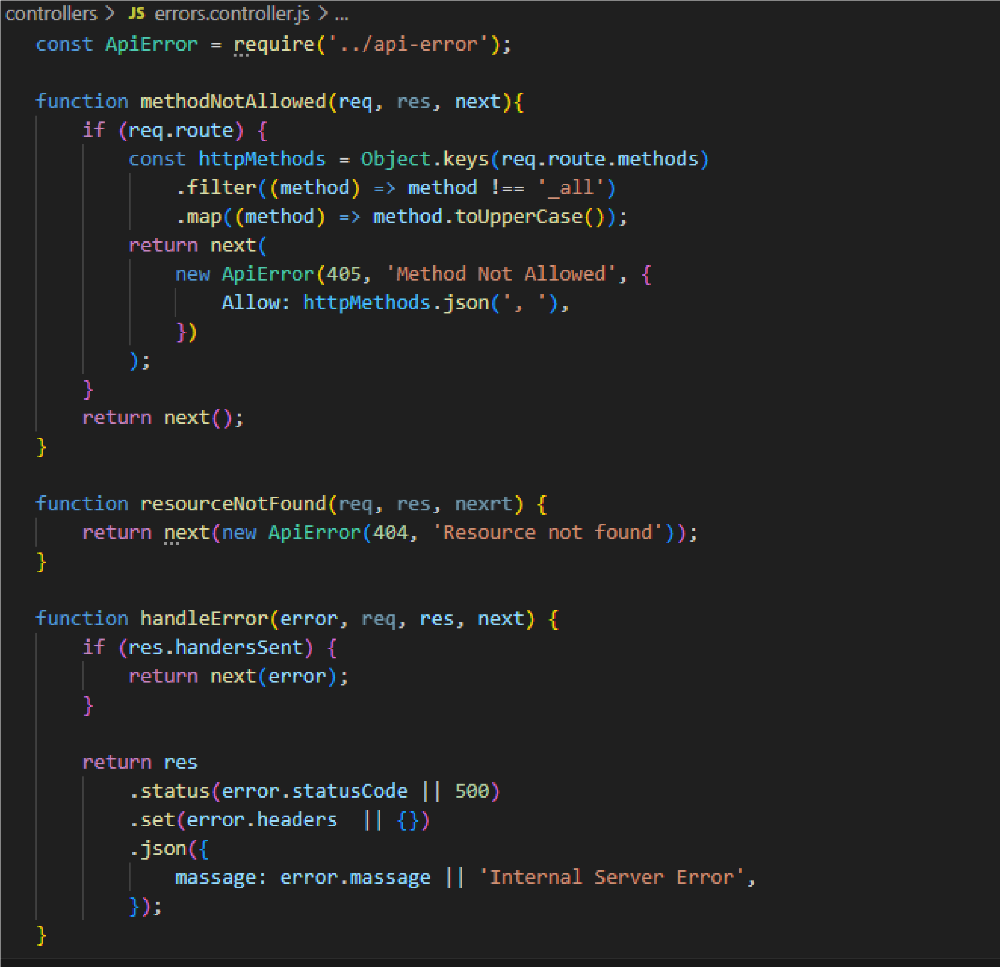 controllers > JS errors.controller.js > ...
const ApiError = require('../api-error');
function methodNotAllowed(req, res, next){
    if (req.route) {
        const httpMethods = Object.keys(req.route.methods)
            .filter((method) => method !== '_all')
            .map((method) => method.toUpperCase());
        return next(
            new ApiError(405, 'Method Not Allowed', {
                Allow: httpMethods.json(', '),
            })
        );
    }
    return next();
}
function resourceNotFound(req, res, nexrt) {
    return next(new ApiError(404, 'Resource not found'));
}
function handleError(error, req, res, next) {
    if (res.handersSent) {
        return next(error);
    }
    return res
        .status(error.statusCode || 500)
        .set(error.headers  || {})
        .json({
            massage: error.massage || 'Internal Server Error',
        });
}